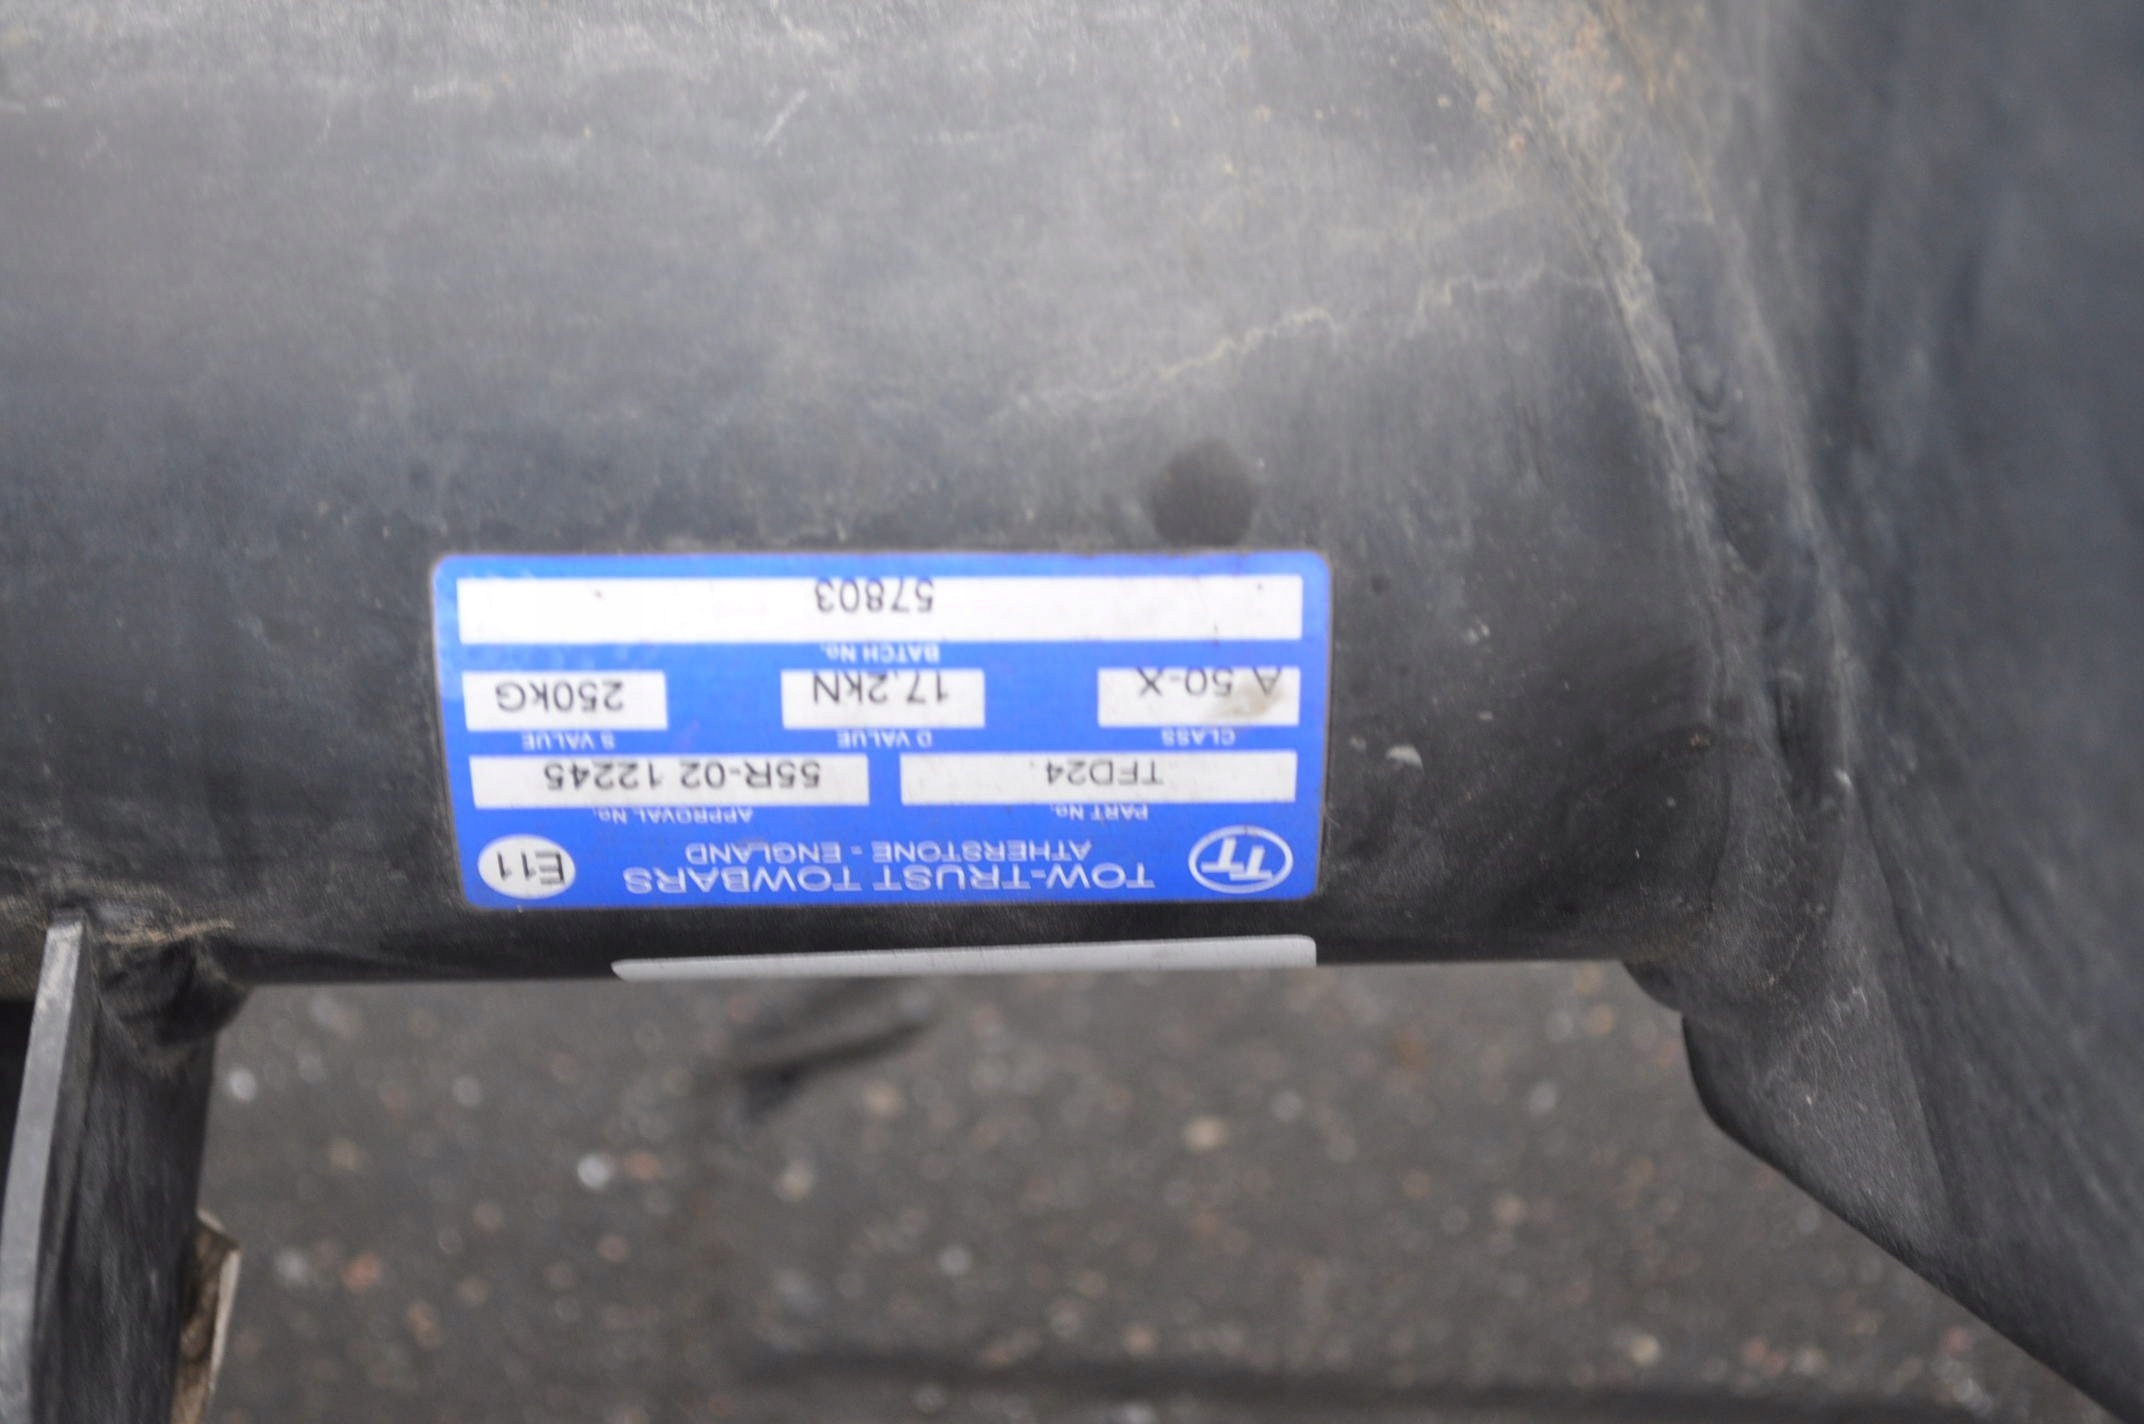 TT TOW-TRUST TOWBARS E11
ATHERSTONE - ENGLAND
PART No. APPROVAL No.
TFD24 55R-02 12245
CLASS D VALUE S VALUE
A 50-X 17.2kN 250KG
BATCH No.
57803